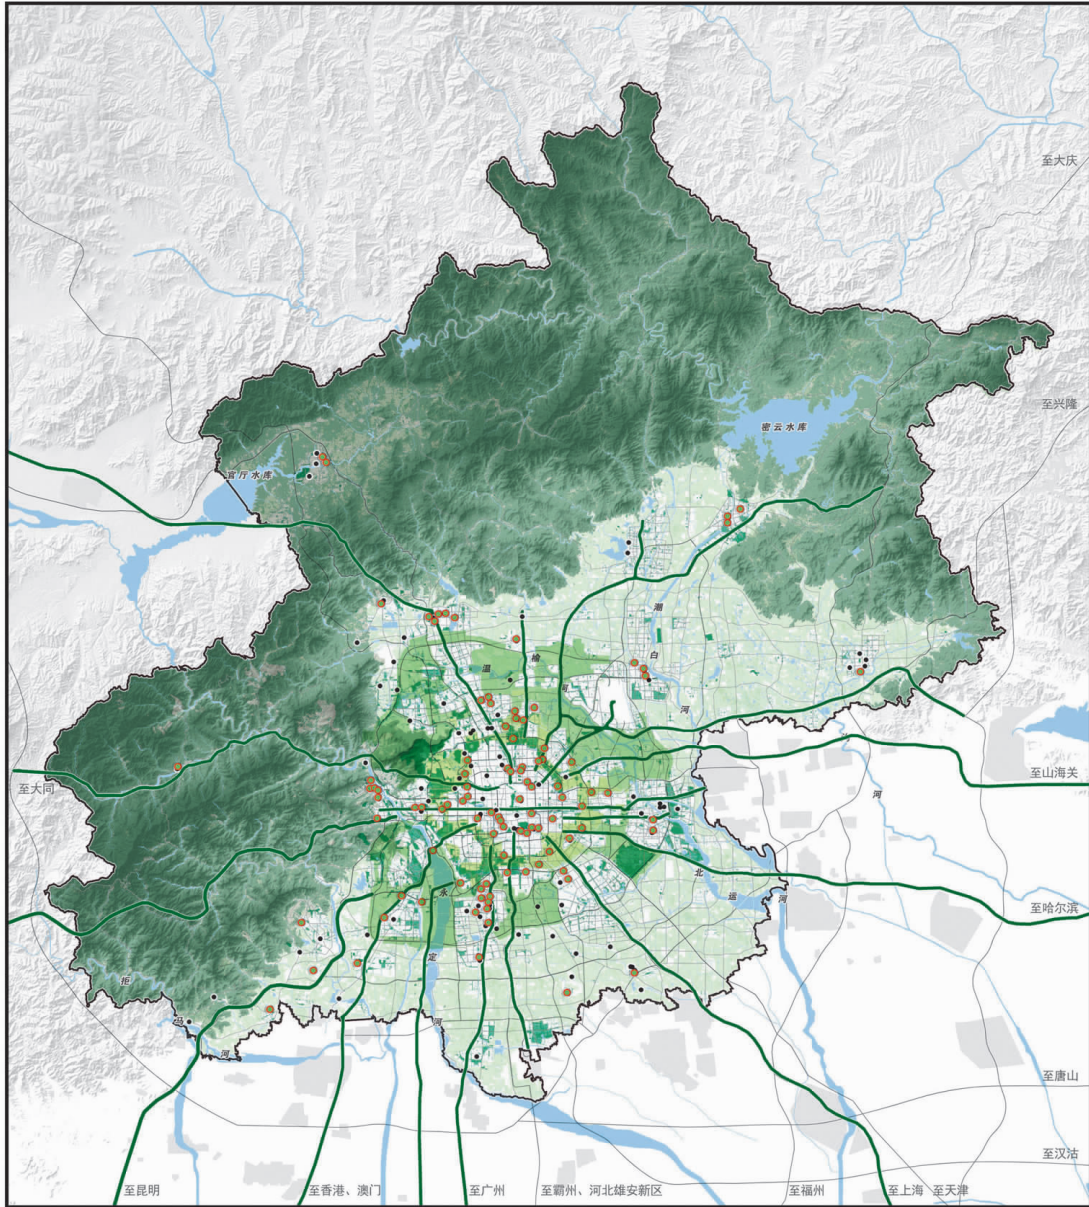 至大庆
至兴隆
密云水库
官厅水库
潮
白
河
温
榆
河
至大同
至山海关
河
北
运
河
至哈尔滨
永
定
河
拒
马
河
至唐山
至汉沽
至昆明
至香港、澳门
至广州
至霸州、河北雄安新区
至福州
至上海
至天津